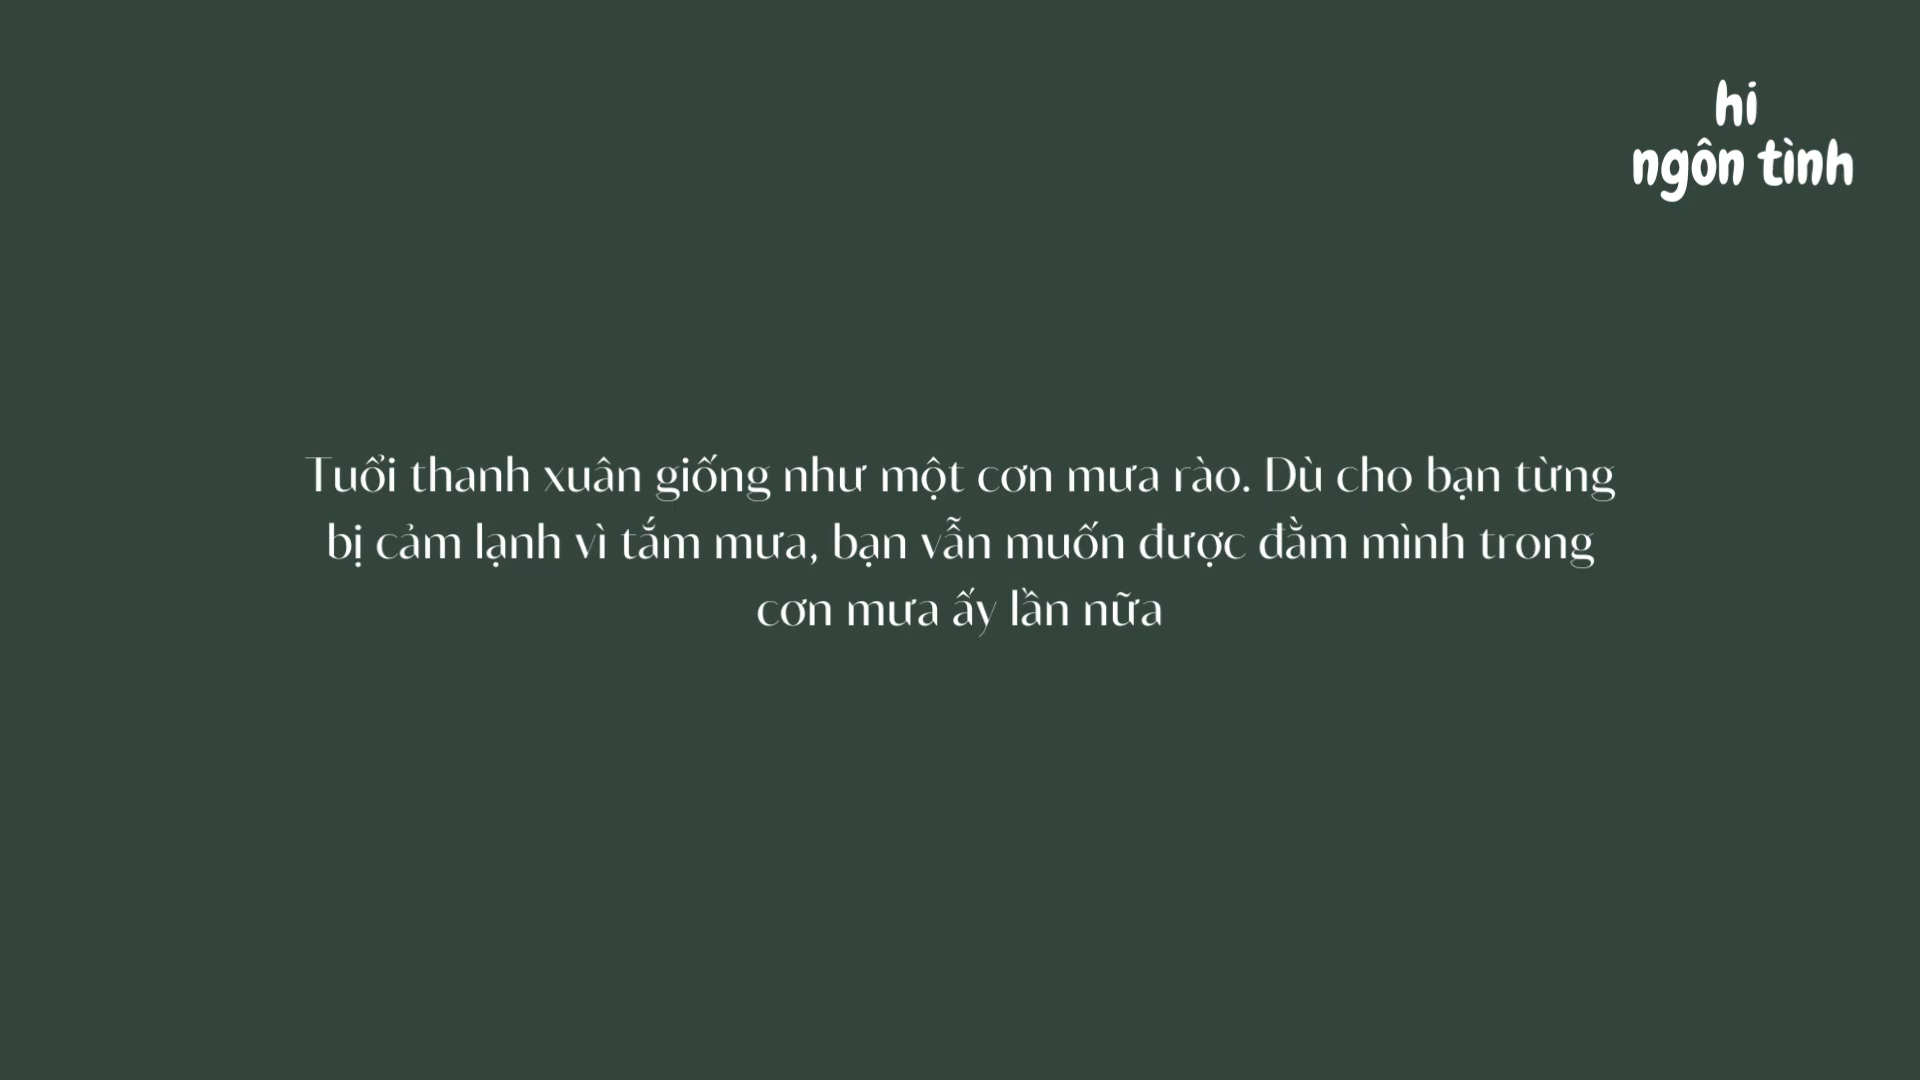 hi
ngôn tình
Tuổi thanh xuân giống như một cơn mưa rào. Dù cho bạn từng
bị cảm lạnh vì tắm mưa, bạn vẫn muốn được đằm mình trong
cơn mưa ấy lần nữa